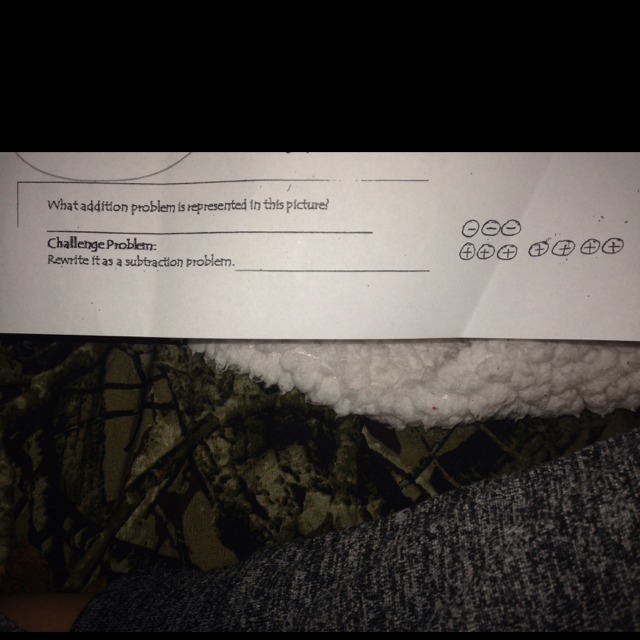 What addition problem is represented in this picture?
Challenge Problem:
Rewrite it as a subtraction problem.
⊖⊖⊖
⊕⊕⊕ ⊕⊕⊕⊕